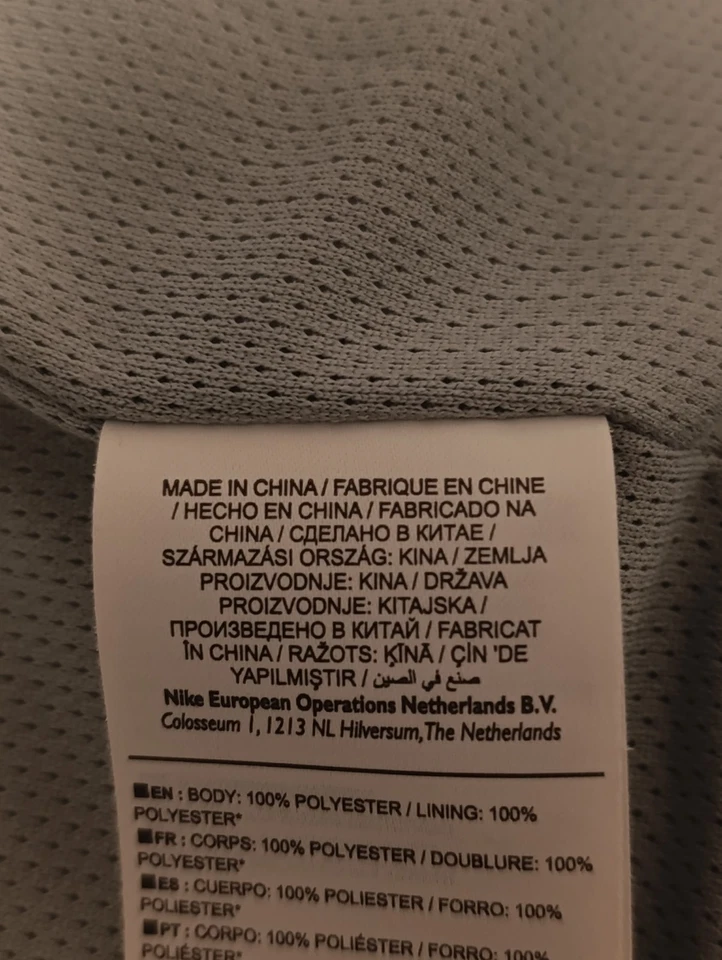 MADE IN CHINA / FABRIQUE EN CHINE
/ HECHO EN CHINA / FABRICADO NA
CHINA / СДЕЛАНО В КИТАЕ /
SZÁRMAZÁSI ORSZÁG: KINA / ZEMLJA
PROIZVODNJE: KINA / DRŽAVA
PROIZVODNJE: KITAJSKA /
ПРОИЗВЕДЕНО В КИТАЙ / FABRICAT
ÎN CHINA / RAŽOTS: ĶĪNĀ / ÇİN 'DE
YAPILMIŞTIR / صنع في الصين
Nike European Operations Netherlands B.V.
Colosseum 1, 1213 NL Hilversum, The Netherlands
EN : BODY: 100% POLYESTER / LINING: 100%
POLYESTER*
FR : CORPS: 100% POLYESTER / DOUBLURE: 100%
POLYESTER*
ES : CUERPO: 100% POLIESTER / FORRO: 100%
POLIESTER*
PT : CORPO: 100% POLIÉSTER / FORRO: 100%
POLIÉSTER*